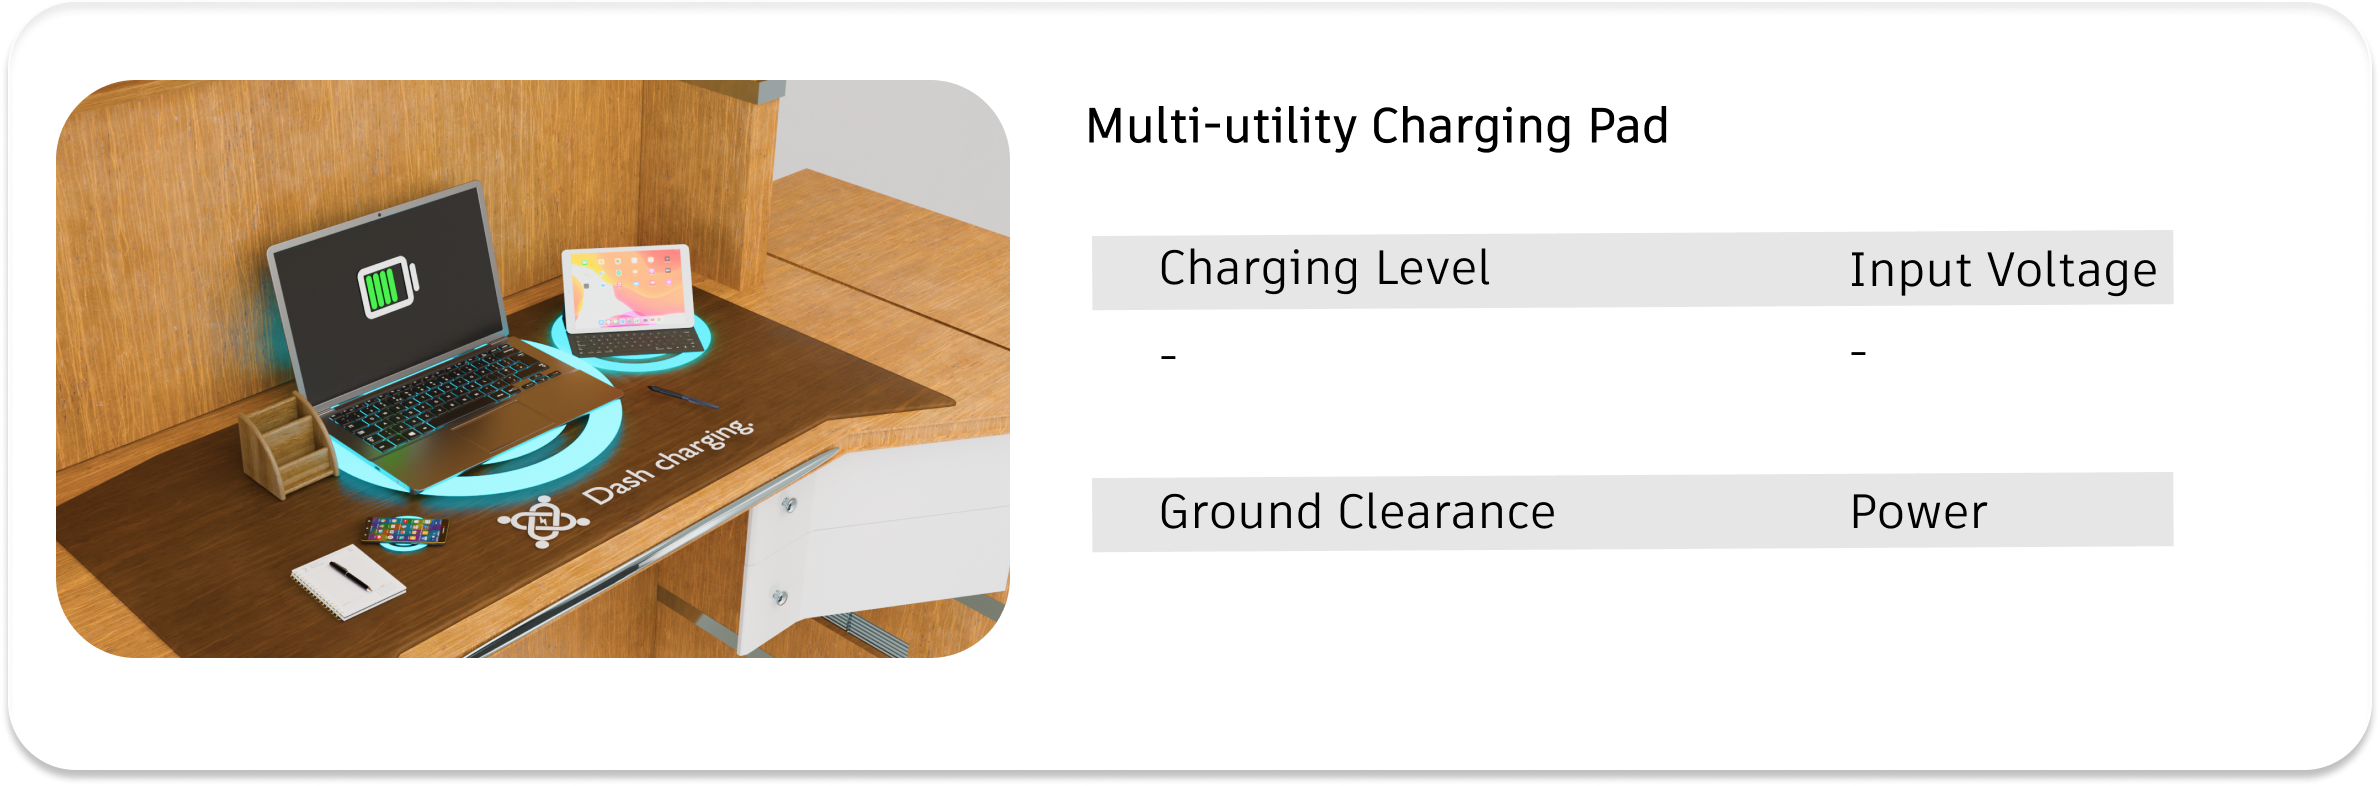 Multi-utility Charging Pad
Charging Level
Input Voltage
-
-
Ground Clearance
Power
Dash charging.